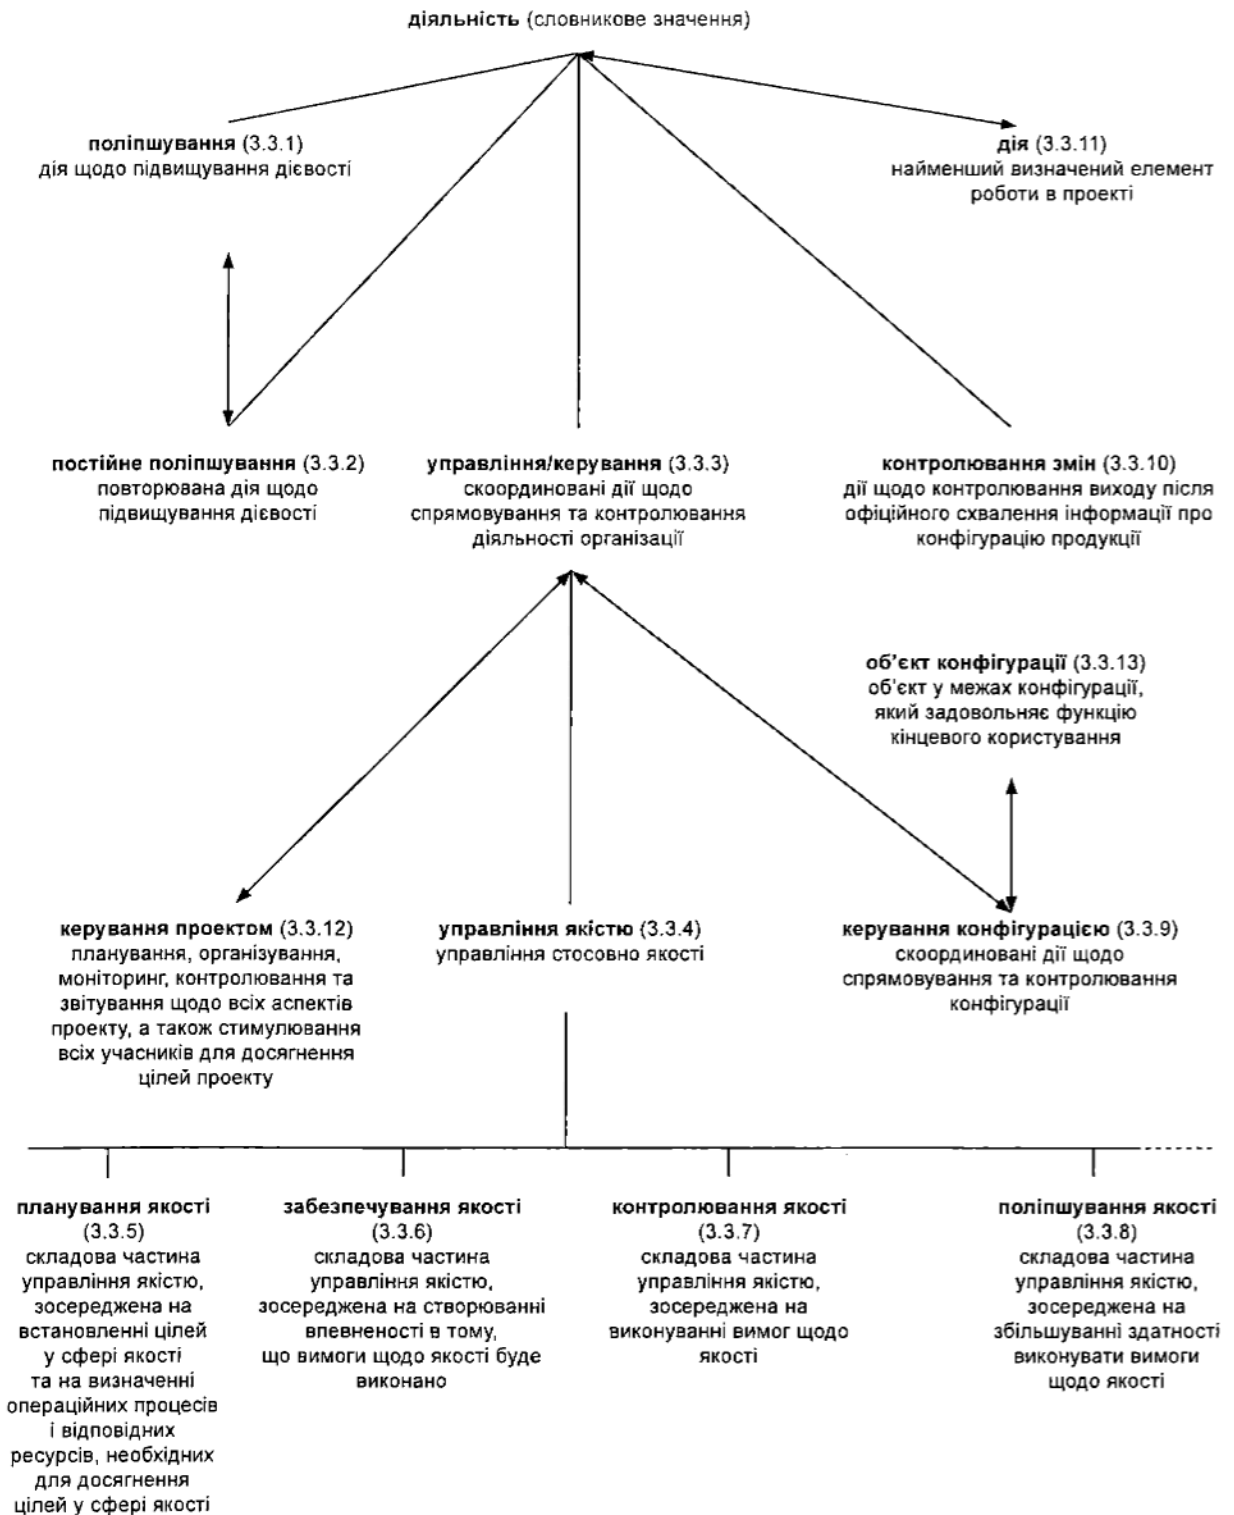 діяльність (словникове значення)
поліпшування (3.3.1)
дія щодо підвищування дієвості
дія (3.3.11)
найменший визначений елемент
роботи в проекті
постійне поліпшування (3.3.2)
повторювана дія щодо
підвищування дієвості
управління/керування (3.3.3)
скоординовані дії щодо
спрямовування та контролювання
діяльності організації
контролювання змін (3.3.10)
дії щодо контролювання виходу після
офіційного схвалення інформації про
конфігурацію продукції
об’єкт конфігурації (3.3.13)
об’єкт у межах конфігурації,
який задовольняє функцію
кінцевого користування
керування проектом (3.3.12)
планування, організування,
моніторинг, контролювання та
звітування щодо всіх аспектів
проекту, а також стимулювання
всіх учасників для досягнення
цілей проекту
управління якістю (3.3.4)
управління стосовно якості
керування конфігурацією (3.3.9)
скоординовані дії щодо
спрямовування та контролювання
конфігурації
планування якості
(3.3.5)
складова частина
управління якістю,
зосереджена на
встановленні цілей
у сфері якості
та на визначенні
операційних процесів
і відповідних
ресурсів, необхідних
для досягнення
цілей у сфері якості
забезпечування якості
(3.3.6)
складова частина
управління якістю,
зосереджена на створюванні
впевненості в тому,
що вимоги щодо якості буде
виконано
контролювання якості
(3.3.7)
складова частина
управління якістю,
зосереджена на
виконуванні вимог щодо
якості
поліпшування якості
(3.3.8)
складова частина
управління якістю,
зосереджена на
збільшуванні здатності
виконувати вимоги
щодо якості